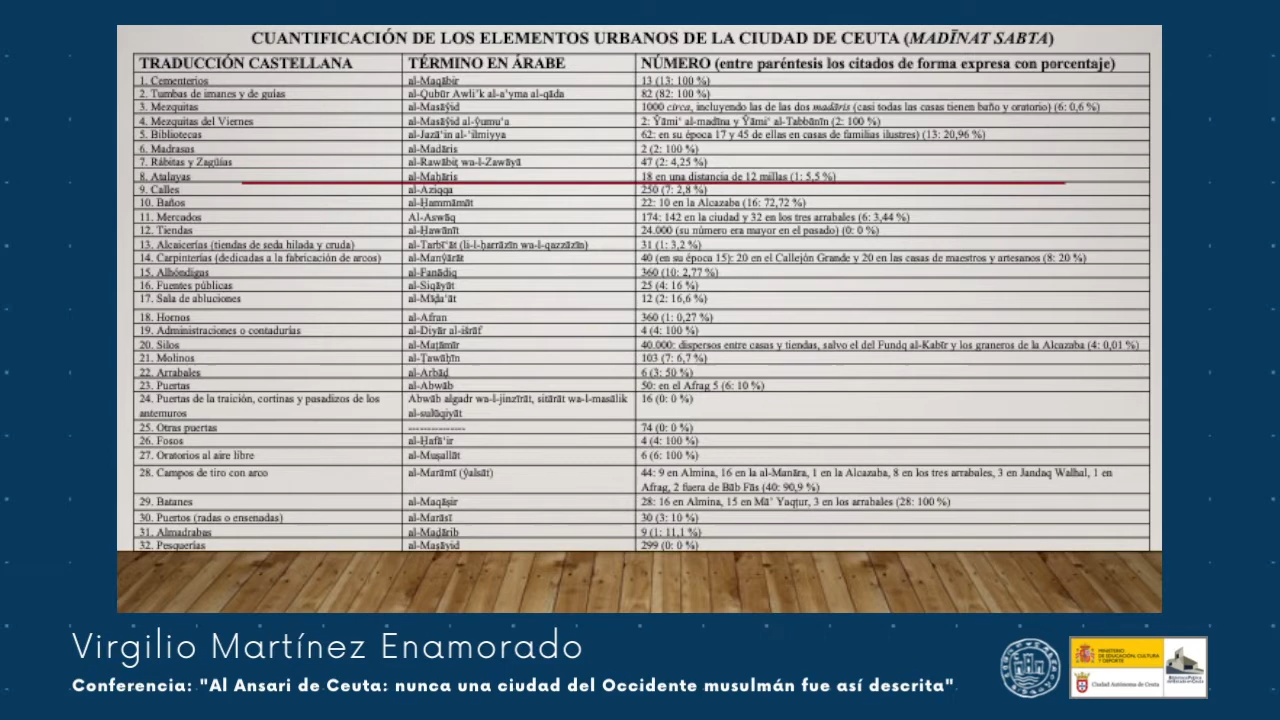 CUANTIFICACIÓN DE LOS ELEMENTOS URBANOS DE LA CIUDAD DE CEUTA (MADĪNAT SABTA)
TRADUCCIÓN CASTELLANA TÉRMINO EN ÁRABE NÚMERO (entre paréntesis los citados de forma expresa con porcentaje)
1. Cementerios al-Maqābir 13 (13: 100 %)
2. Tumbas de imanes y de guías al-Qubūr Awli’k al-a’yma al-qāda 82 (82: 100 %)
3. Mezquitas al-Masāŷid 1000 circa, incluyendo las de las dos madāris (casi todas las casas tienen baño y oratorio) (6: 0,6 %)
4. Mezquitas del Viernes al-Masāŷid al-ŷumu‘a 2: Ŷāmi‘ al-madīna y Ŷāmi‘ al-Tabbānīn (2: 100 %)
5. Bibliotecas al-Jazā’in al-‘ilmiyya 62: en su época 17 y 45 de ellas en casas de familias ilustres) (13: 20,96 %)
6. Madrasas al-Madāris 2 (2: 100 %)
7. Rábitas y Zagüías al-Rawābiṭ wa-l-Zawāyā 47 (2: 4,25 %)
8. Atalayas al-Maḥāris 18 en una distancia de 12 millas (1: 5,5 %)
9. Calles al-Aziqqa 250 (7: 2,8 %)
10. Baños al-Ḥammāmāt 22: 10 en la Alcazaba (16: 72,72 %)
11. Mercados Al-Aswāq 174: 142 en la ciudad y 32 en los tres arrabales (6: 3,44 %)
12. Tiendas al-Ḥawānīt 24.000 (su número era mayor en el pasado) (0: 0 %)
13. Alcaicerías (tiendas de seda hilada y cruda) al-Tarbī‘āt (li-l-ḥarrāzīn wa-l-qazzāzīn) 31 (1: 3,2 %)
14. Carpinterías (dedicadas a la fabricación de arcos) al-Manŷārāt 40 (en su época 15): 20 en el Callejón Grande y 20 en las casas de maestros y artesanos (8: 20 %)
15. Alhóndigas al-Fanādiq 360 (10: 2,77 %)
16. Fuentes públicas al-Siqāyāt 25 (4: 16 %)
17. Sala de abluciones al-Mīḍa’āt 12 (2: 16,6 %)
18. Hornos al-Afran 360 (1: 0,27 %)
19. Administraciones o contadurías al-Diyār al-išrāf 4 (4: 100 %)
20. Silos al-Maṭāmīr 40.000: dispersos entre casas y tiendas, salvo el del Fundq al-Kabīr y los graneros de la Alcazaba (4: 0,01 %)
21. Molinos al-Ṭawāḥīn 103 (7: 6,7 %)
22. Arrabales al-Arbāḍ 6 (3: 50 %)
23. Puertas al-Abwāb 50: en el Afrag 5 (6: 10 %)
24. Puertas de la traición, cortinas y pasadizos de los Abwāb algadr wa-l-jinzīrāt, sitārāt wa-l-masālik 16 (0: 0 %)
antemuros al-sulūqiyāt
25. Otras puertas --------------- 74 (0: 0 %)
26. Fosos al-Ḥafā’ir 4 (4: 100 %)
27. Oratorios al aire libre al-Muṣallāt 6 (6: 100 %)
28. Campos de tiro con arco al-Marāmī (ŷalsāt) 44: 9 en Almina, 16 en la al-Manāra, 1 en la Alcazaba, 8 en los tres arrabales, 3 en Jandaq Walhal, 1 en
Afrag, 2 fuera de Bāb Fās (40: 90,9 %)
29. Batanes al-Maqāṣir 28: 16 en Almina, 15 en Mā’ Yaqtur, 3 en los arrabales (28: 100 %)
30. Puertos (radas o ensenadas) al-Marāsī 30 (3: 10 %)
31. Almadrabas al-Maḍārib 9 (1: 11,1 %)
32. Pesquerías al-Maṣāyid 299 (0: 0 %)
Virgilio Martínez Enamorado
Conferencia: "Al Ansari de Ceuta: nunca una ciudad del Occidente musulmán fue así descrita"
MINISTERIO
DE EDUCACIÓN, CULTURA
Y DEPORTE
Ciudad Autónoma de Ceuta